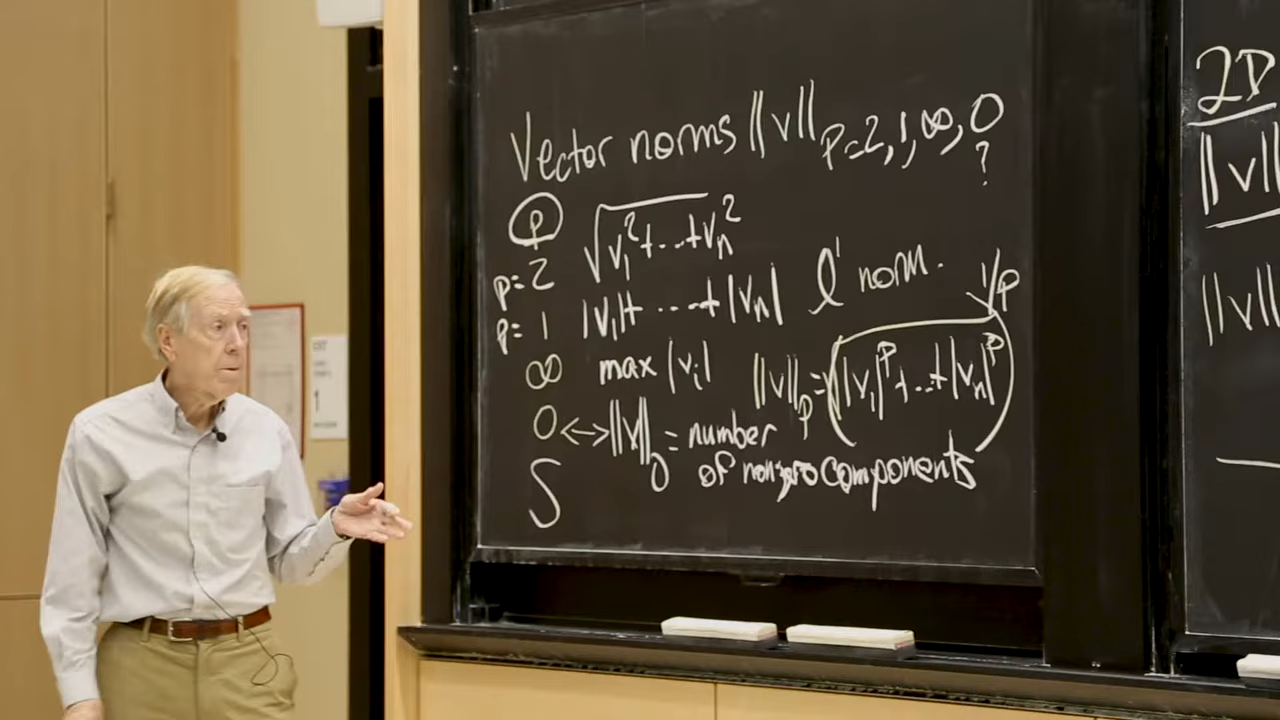 Vector norms ||v|| p=2,1,∞,0
?
p
p=2 √v₁²+...+vₙ²
p=1 |v₁|+ ...+|vₙ| ℓ¹ norm.
∞ max |vᵢ| ||v||ₚ = (|v₁|ᵖ+...+|vₙ|ᵖ)^1/p
0 ↔ ||v||₀ = number
of nonzero components
S
2D
||v||
||v||
1